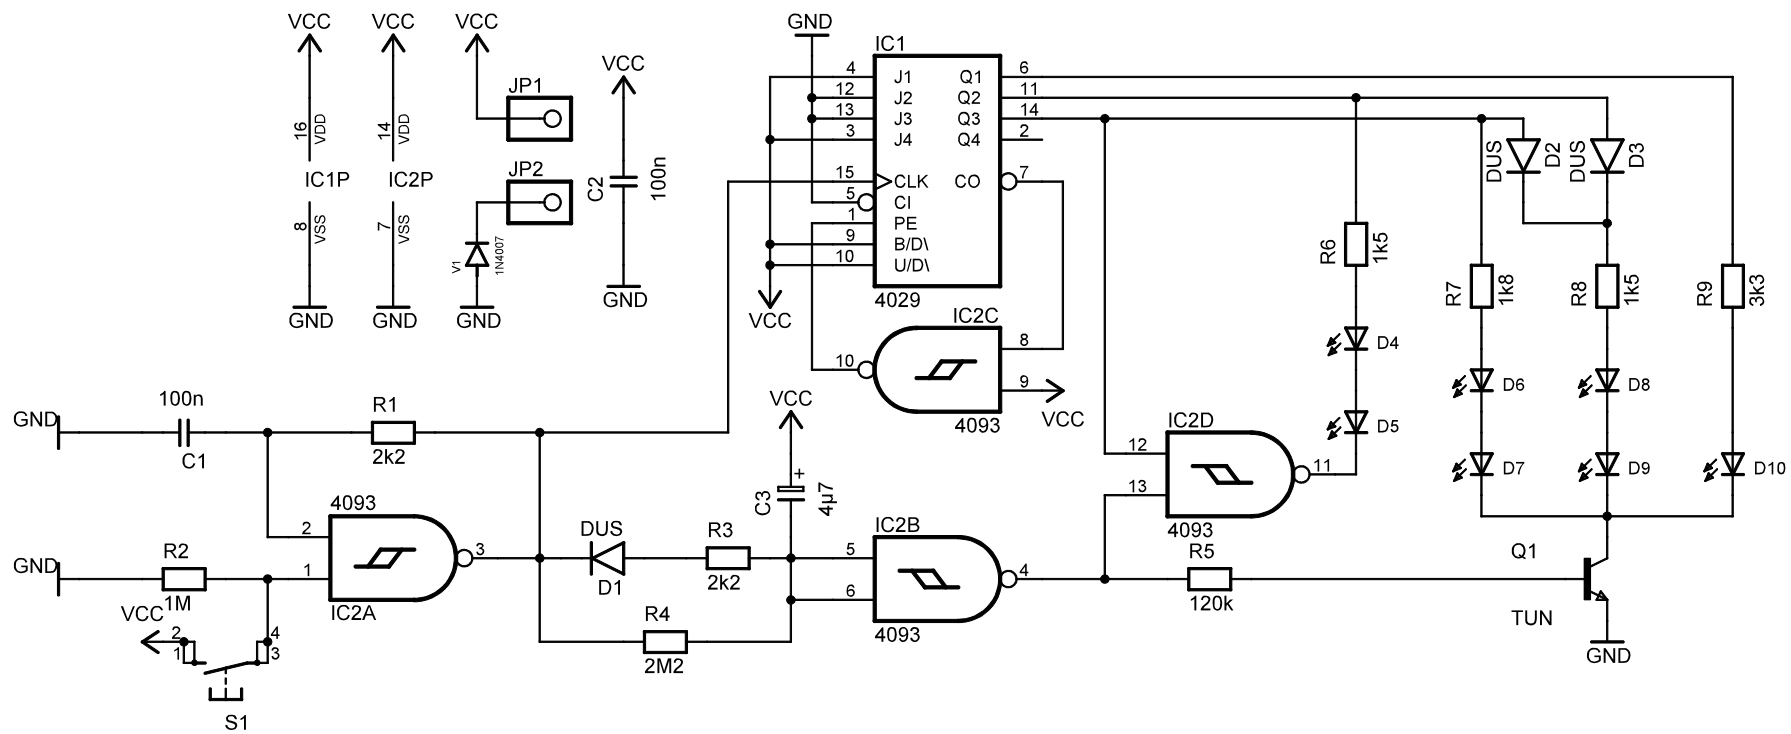 VCC
VCC
VCC
VCC
GND
JP1
JP2
16
VDD
14
VDD
IC1P
IC2P
8
VSS
7
VSS
V1
1N4007
C2
100n
GND
GND
GND
GND
IC1
4 J1 Q1 6
12 J2 Q2 11
13 J3 Q3 14
3 J4 Q4 2
15 CLK CO 7
5 CI
1 PE
9 B/D\
10 U/D\
4029
VCC
IC2C
8
10
9
VCC
4093
DUS
D2
DUS
D3
R6
1k5
R7
1k8
R8
1k5
R9
3k3
D4
D5
D6
D8
D7
D9
D10
GND
100n
C1
R1
2k2
VCC
+
C3
4µ7
IC2D
12
13
11
4093
4093
2
1
3
IC2A
GND
R2
1M
VCC
2
1
4
3
S1
DUS
D1
R3
2k2
R4
2M2
IC2B
5
6
4
4093
R5
120k
Q1
TUN
GND